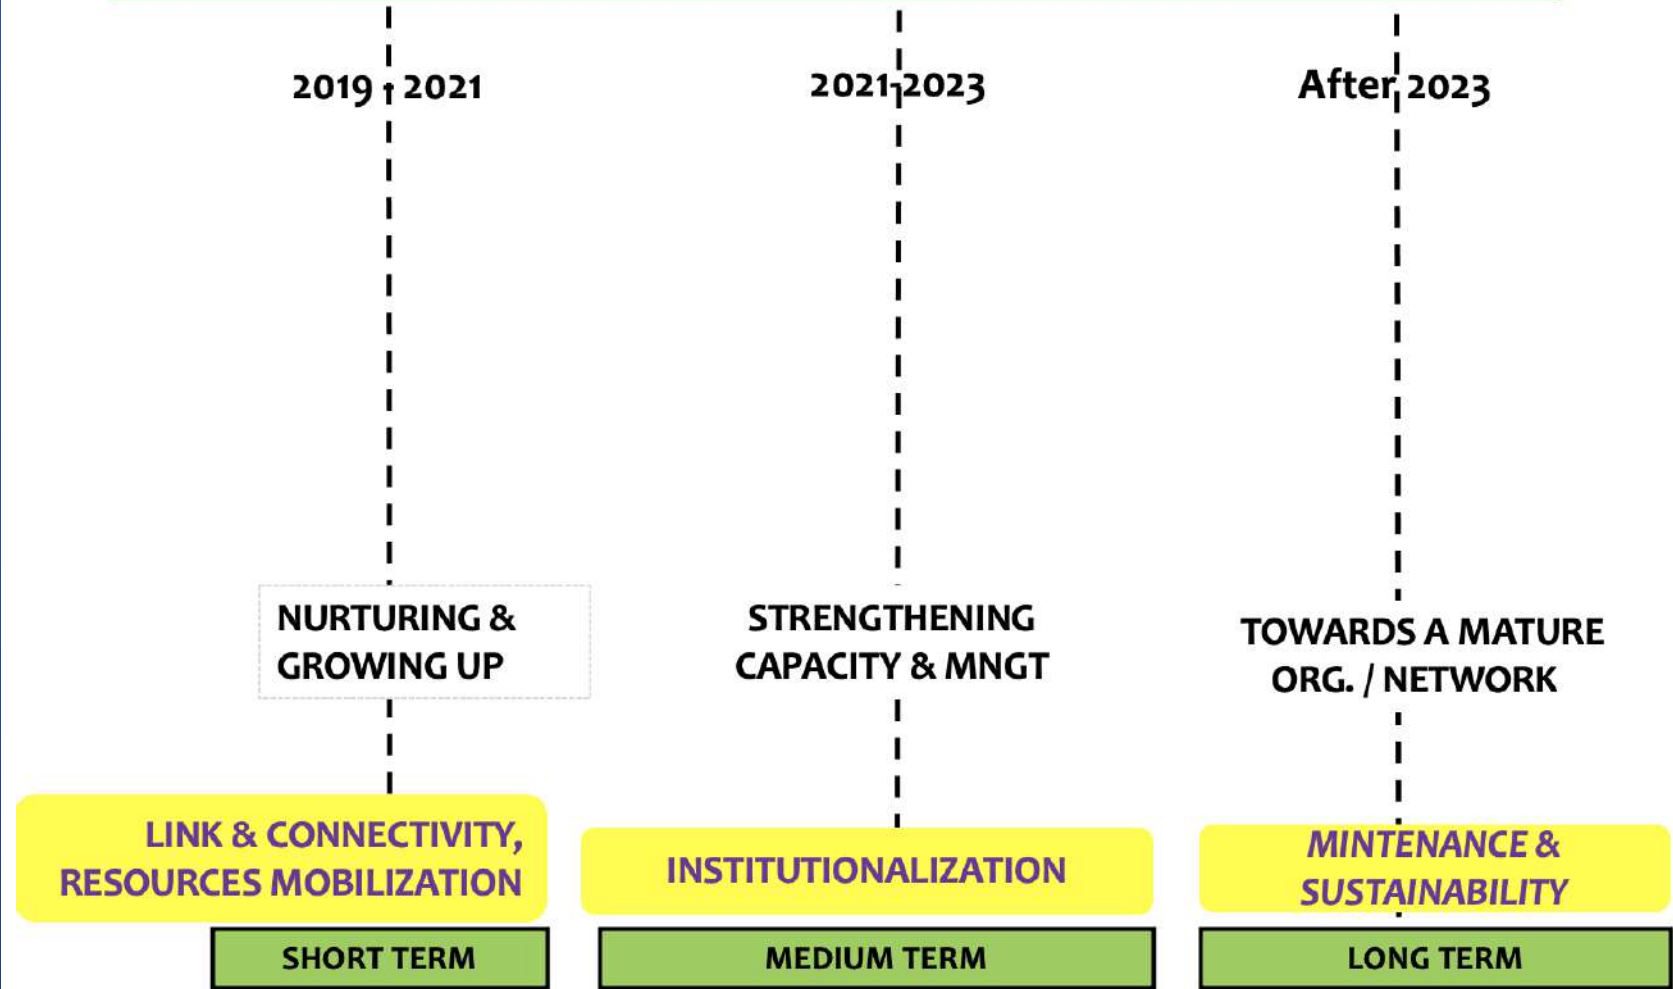 2019 - 2021
2021-2023
After 2023
NURTURING &
GROWING UP
STRENGTHENING
CAPACITY & MNGT
TOWARDS A MATURE
ORG. / NETWORK
LINK & CONNECTIVITY,
RESOURCES MOBILIZATION
INSTITUTIONALIZATION
MINTENANCE &
SUSTAINABILITY
SHORT TERM
MEDIUM TERM
LONG TERM